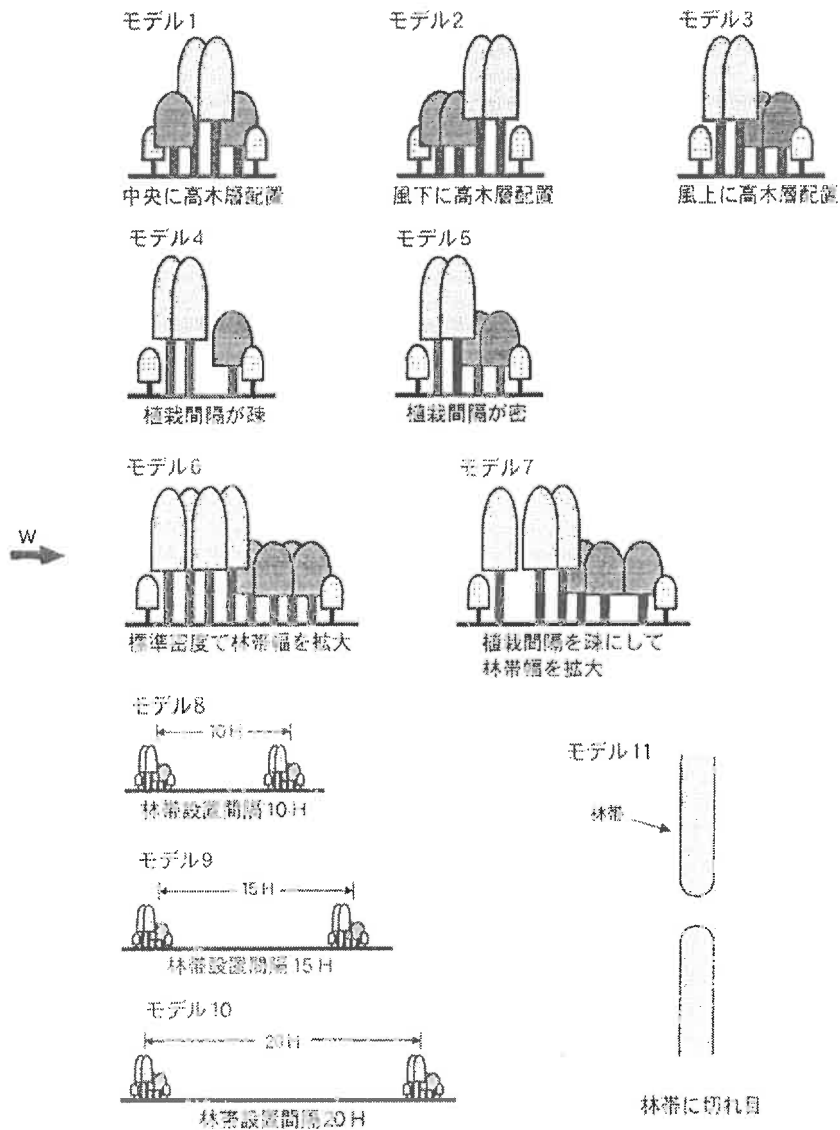 モデル1
モデル2
モデル3
中央に高木層配置
風下に高木層配置
風上に高木層配置
モデル4
モデル5
植栽間隔が疎
植栽間隔が密
モデル6
モデル7
W
標準密度で林帯幅を拡大
植栽間隔を疎にして
林帯幅を拡大
モデル8
10H
林帯設置間隔10H
モデル9
15H
林帯設置間隔15H
モデル10
20H
林帯設置間隔20H
モデル11
林帯
林帯に切れ目